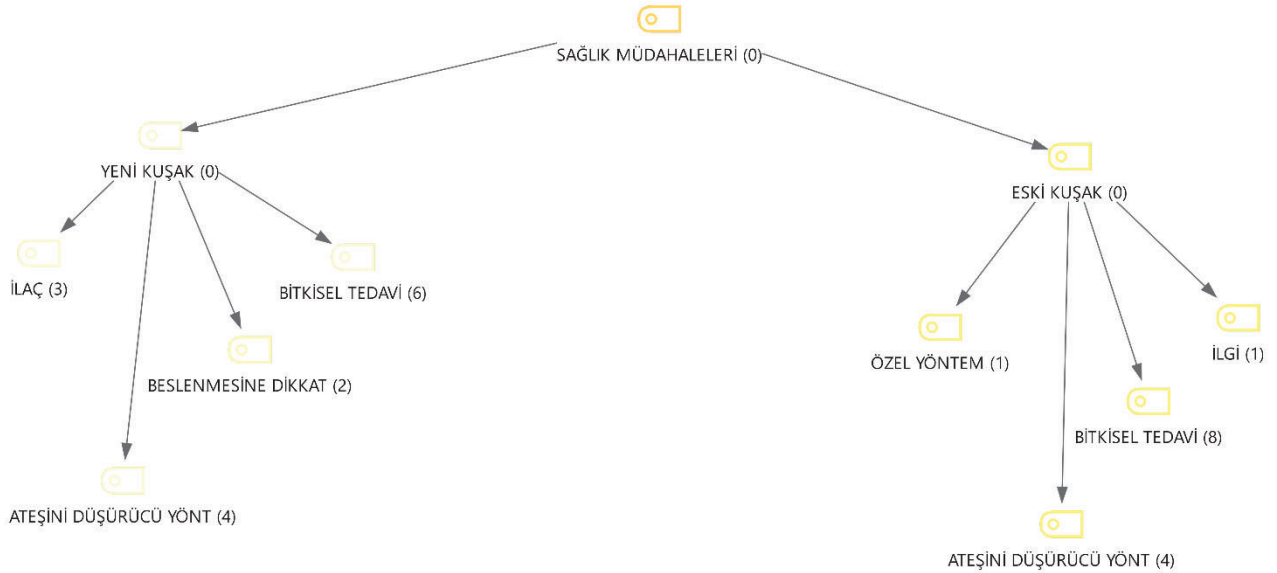 SAĞLIK MÜDAHALELERİ (0)
YENİ KUŞAK (0)
ESKİ KUŞAK (0)
İLAÇ (3)
BİTKİSEL TEDAVİ (6)
BESLENMESİNE DİKKAT (2)
ATEŞİNİ DÜŞÜRÜCÜ YÖNT (4)
ÖZEL YÖNTEM (1)
İLGİ (1)
BİTKİSEL TEDAVİ (8)
ATEŞİNİ DÜŞÜRÜCÜ YÖNT (4)